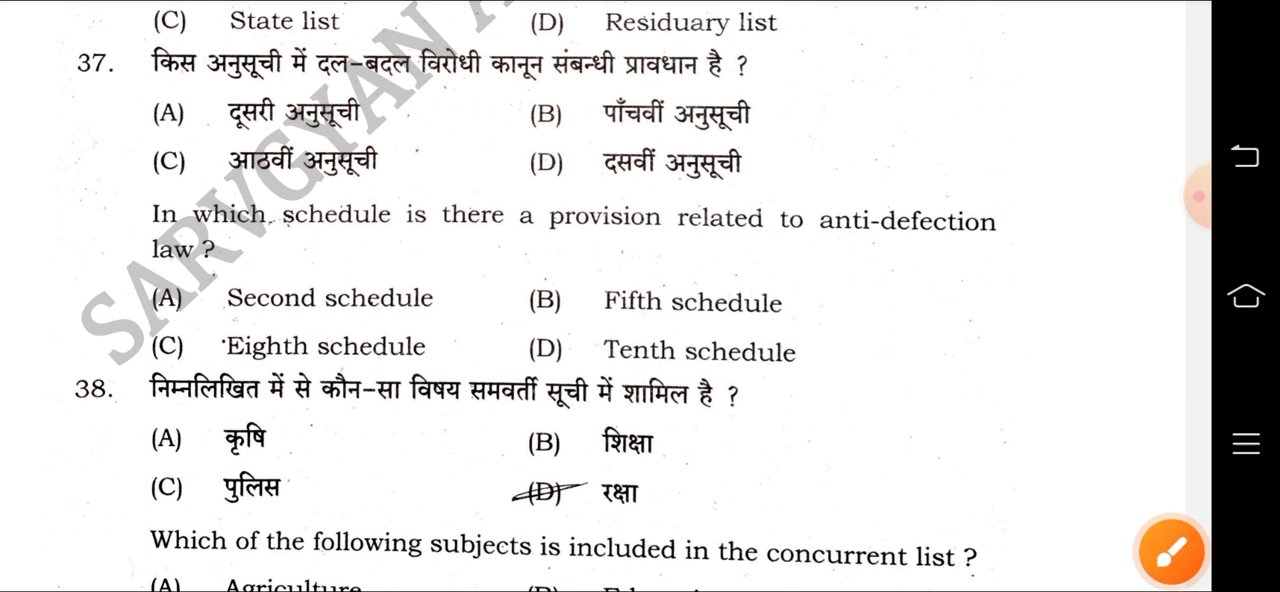 (C) State list (D) Residuary list
37. किस अनुसूची में दल-बदल विरोधी कानून संबन्धी प्रावधान है ?
(A) दूसरी अनुसूची (B) पाँचवीं अनुसूची
(C) आठवीं अनुसूची (D) दसवीं अनुसूची
In which schedule is there a provision related to anti-defection
law ?
(A) Second schedule (B) Fifth schedule
(C) Eighth schedule (D) Tenth schedule
38. निम्नलिखित में से कौन-सा विषय समवर्ती सूची में शामिल है ?
(A) कृषि (B) शिक्षा
(C) पुलिस (D) रक्षा
Which of the following subjects is included in the concurrent list ?
(A) Agriculture (B)
SARVGYAN